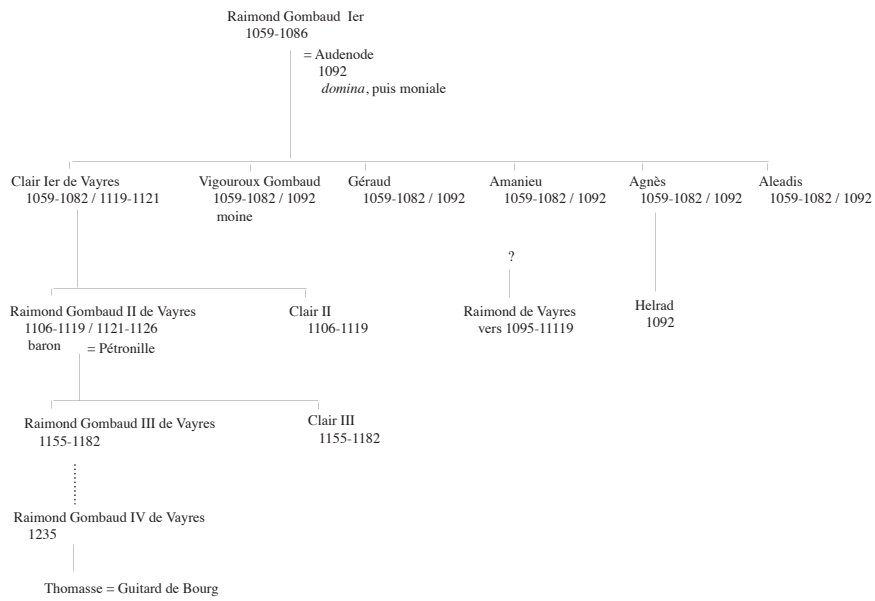 Raimond Gombaud Ier
1059-1086
= Audenode
1092
domina, puis moniale
Clair Ier de Vayres
1059-1082 / 1119-1121
Vigouroux Gombaud
1059-1082 / 1092
moine
Géraud
1059-1082 / 1092
Amanieu
1059-1082 / 1092
Agnès
1059-1082 / 1092
Aleadis
1059-1082 / 1092
Raimond Gombaud II de Vayres
1106-1119 / 1121-1126
baron = Pétronille
Clair II
1106-1119
?
Raimond de Vayres
vers 1095-11119
Helrad
1092
Raimond Gombaud III de Vayres
1155-1182
Clair III
1155-1182
Raimond Gombaud IV de Vayres
1235
Thomasse = Guitard de Bourg